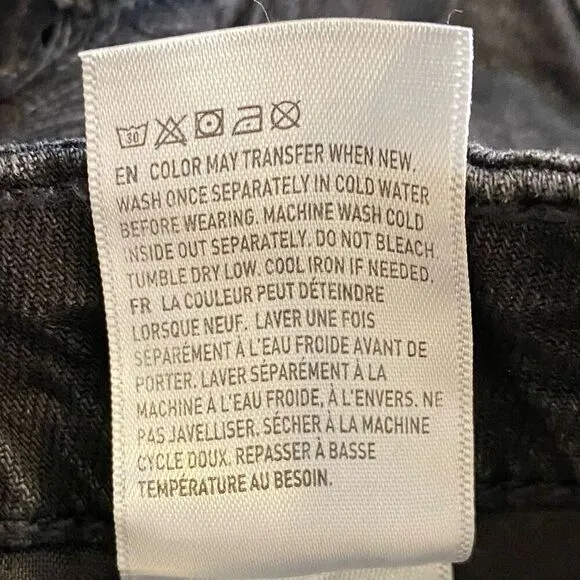 30
EN COLOR MAY TRANSFER WHEN NEW.
WASH ONCE SEPARATELY IN COLD WATER
BEFORE WEARING. MACHINE WASH COLD
INSIDE OUT SEPARATELY. DO NOT BLEACH.
TUMBLE DRY LOW. COOL IRON IF NEEDED.
FR LA COULEUR PEUT DÉTEINDRE
LORSQUE NEUF. LAVER UNE FOIS
SÉPARÉMENT À L'EAU FROIDE AVANT DE
PORTER. LAVER SÉPARÉMENT À LA
MACHINE À L'EAU FROIDE, À L'ENVERS. NE
PAS JAVELLISER. SÉCHER À LA MACHINE
CYCLE DOUX. REPASSER À BASSE
TEMPÉRATURE AU BESOIN.